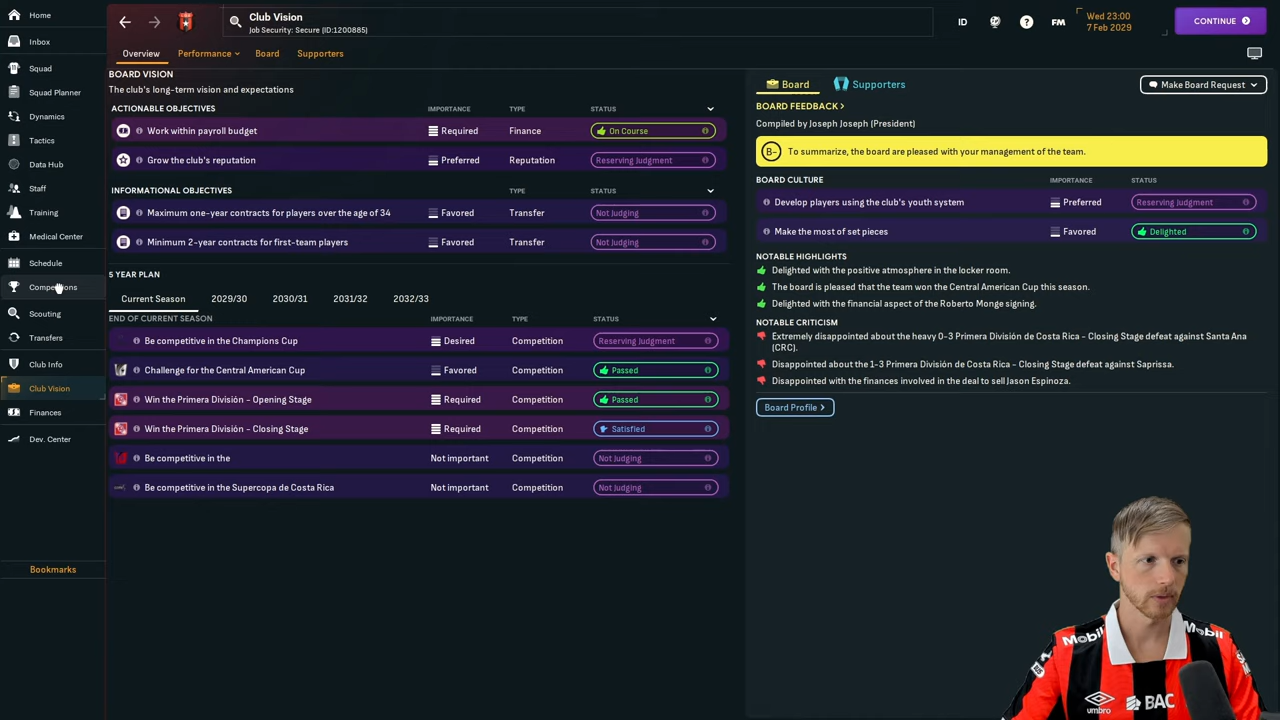 Home
Inbox
Squad
Squad Planner
Dynamics
Tactics
Data Hub
Staff
Training
Medical Center
Schedule
Competitions
Scouting
Transfers
Club Info
Club Vision
Finances
Dev. Center
Bookmarks
Club Vision
Job Security: Secure (ID:1200885)
ID
?
FM
Wed 23:00
7 Feb 2029
CONTINUE
Overview
Performance
Board
Supporters
BOARD VISION
The club's long-term vision and expectations
ACTIONABLE OBJECTIVES IMPORTANCE TYPE STATUS
Work within payroll budget Required Finance On Course
Grow the club's reputation Preferred Reputation Reserving Judgment
INFORMATIONAL OBJECTIVES TYPE STATUS
Maximum one-year contracts for players over the age of 34 Favored Transfer Not Judging
Minimum 2-year contracts for first-team players Favored Transfer Not Judging
5 YEAR PLAN
Current Season 2029/30 2030/31 2031/32 2032/33
END OF CURRENT SEASON IMPORTANCE TYPE STATUS
Be competitive in the Champions Cup Desired Competition Reserving Judgment
Challenge for the Central American Cup Favored Competition Passed
Win the Primera División - Opening Stage Required Competition Passed
Win the Primera División - Closing Stage Required Competition Satisfied
Be competitive in the Not important Competition Not Judging
Be competitive in the Supercopa de Costa Rica Not important Competition Not Judging
Board Supporters
Make Board Request
BOARD FEEDBACK >
Compiled by Joseph Joseph (President)
B- To summarize, the board are pleased with your management of the team.
BOARD CULTURE IMPORTANCE STATUS
Develop players using the club's youth system Preferred Reserving Judgment
Make the most of set pieces Favored Delighted
NOTABLE HIGHLIGHTS
Delighted with the positive atmosphere in the locker room.
The board is pleased that the team won the Central American Cup this season.
Delighted with the financial aspect of the Roberto Monge signing.
NOTABLE CRITICISM
Extremely disappointed about the heavy 0-3 Primera División de Costa Rica - Closing Stage defeat against Santa Ana
(CRC).
Disappointed about the 1-3 Primera División de Costa Rica - Closing Stage defeat against Saprissa.
Disappointed with the finances involved in the deal to sell Jason Espinoza.
Board Profile >
Mobil
umbro
BAC